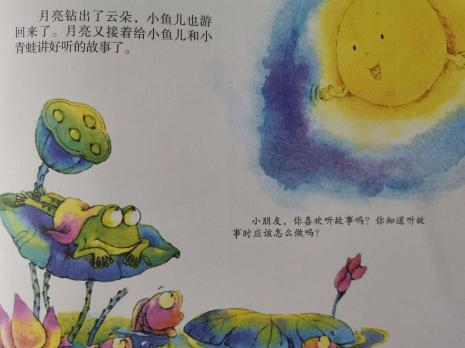 月亮钻出了云朵，小鱼儿也游
回来了。月亮又接着给小鱼儿和小
青蛙讲好听的故事了。
小朋友，你喜欢听故事吗？你知道听故
事时应该怎么做吗？